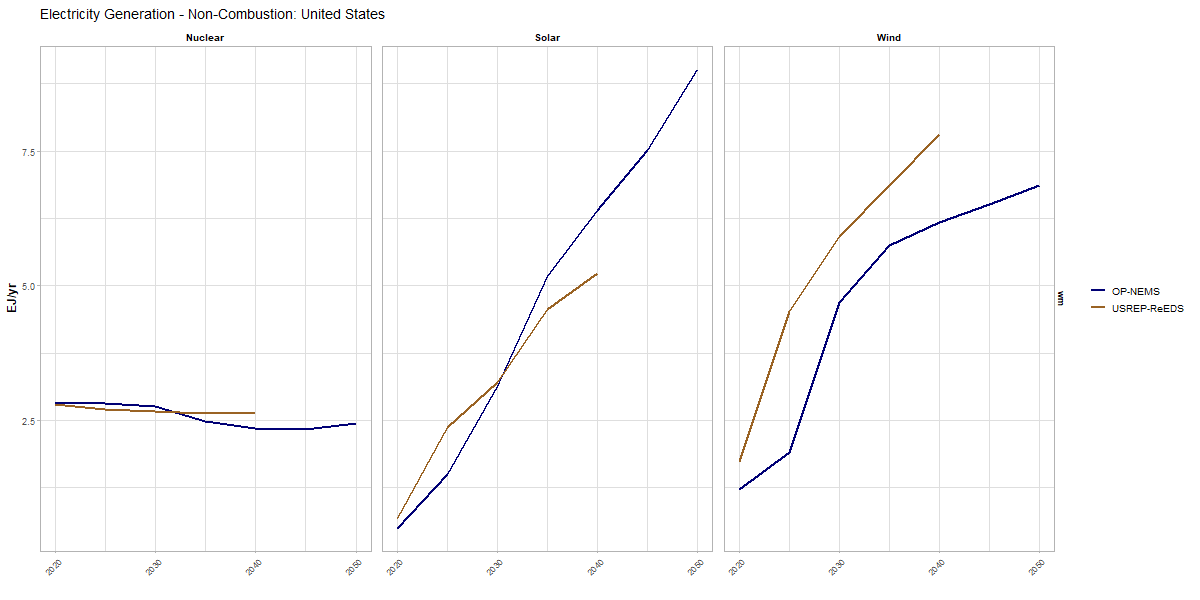 Electricity Generation - Non-Combustion: United States
Nuclear
Solar
Wind
7.5
5.0
2.5
EJ/yr
wm
OP-NEMS
USREP-ReEDS
2020
2030
2040
2050
2020
2030
2040
2050
2020
2030
2040
2050